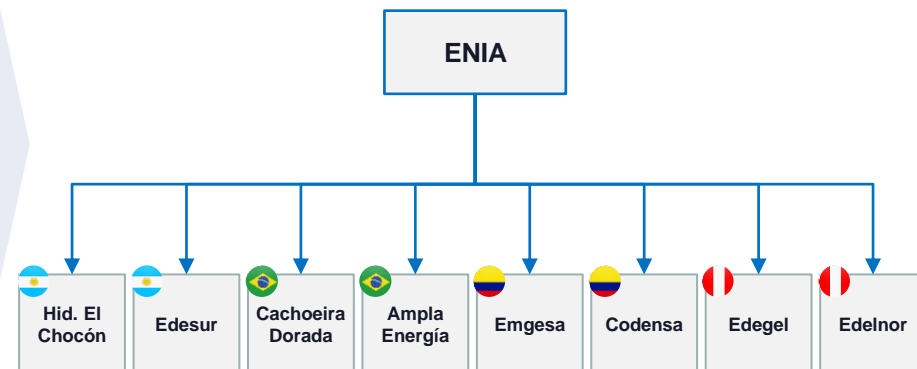 ENIA
Hid. El
Chocón
Edesur
Cachoeira
Dorada
Ampla
Energía
Emgesa
Codensa
Edegel
Edelnor